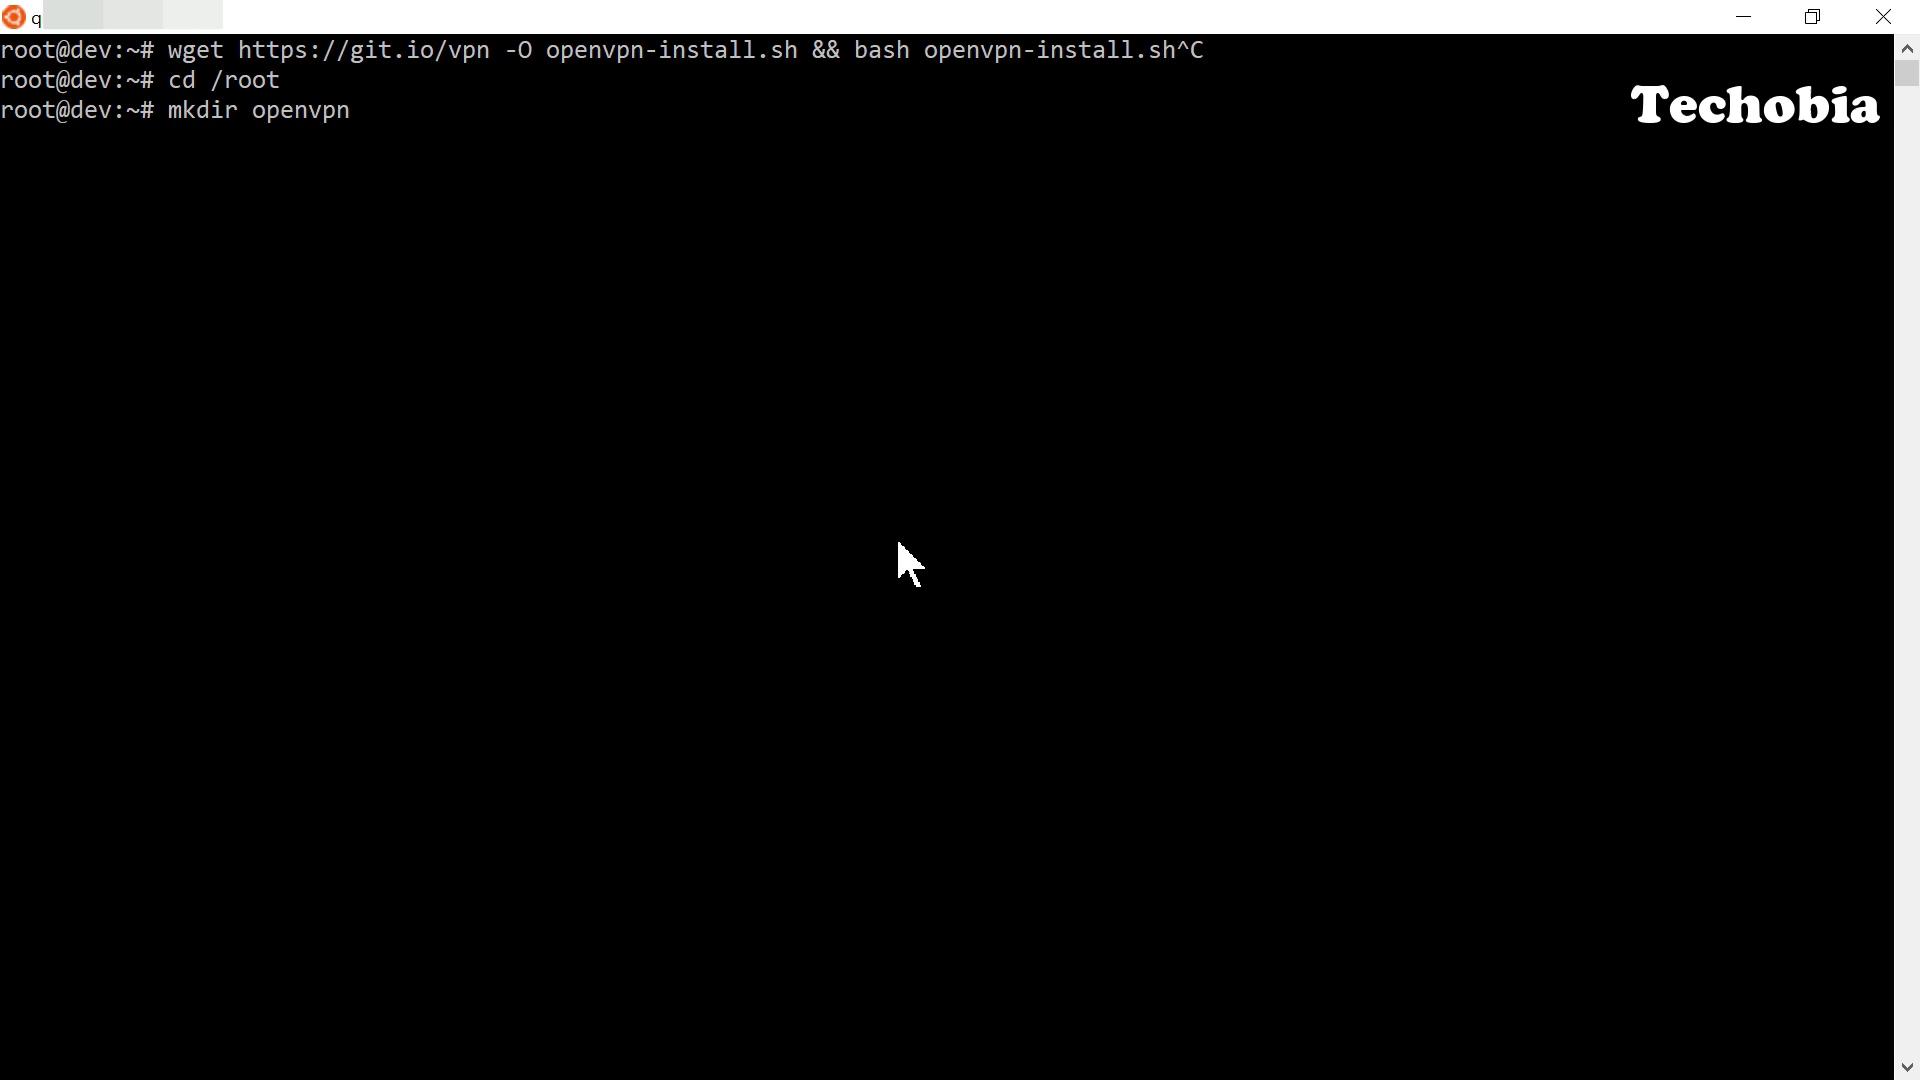 q
root@dev:~# wget https://git.io/vpn -O openvpn-install.sh && bash openvpn-install.sh^C
root@dev:~# cd /root
root@dev:~# mkdir openvpn
Techobia